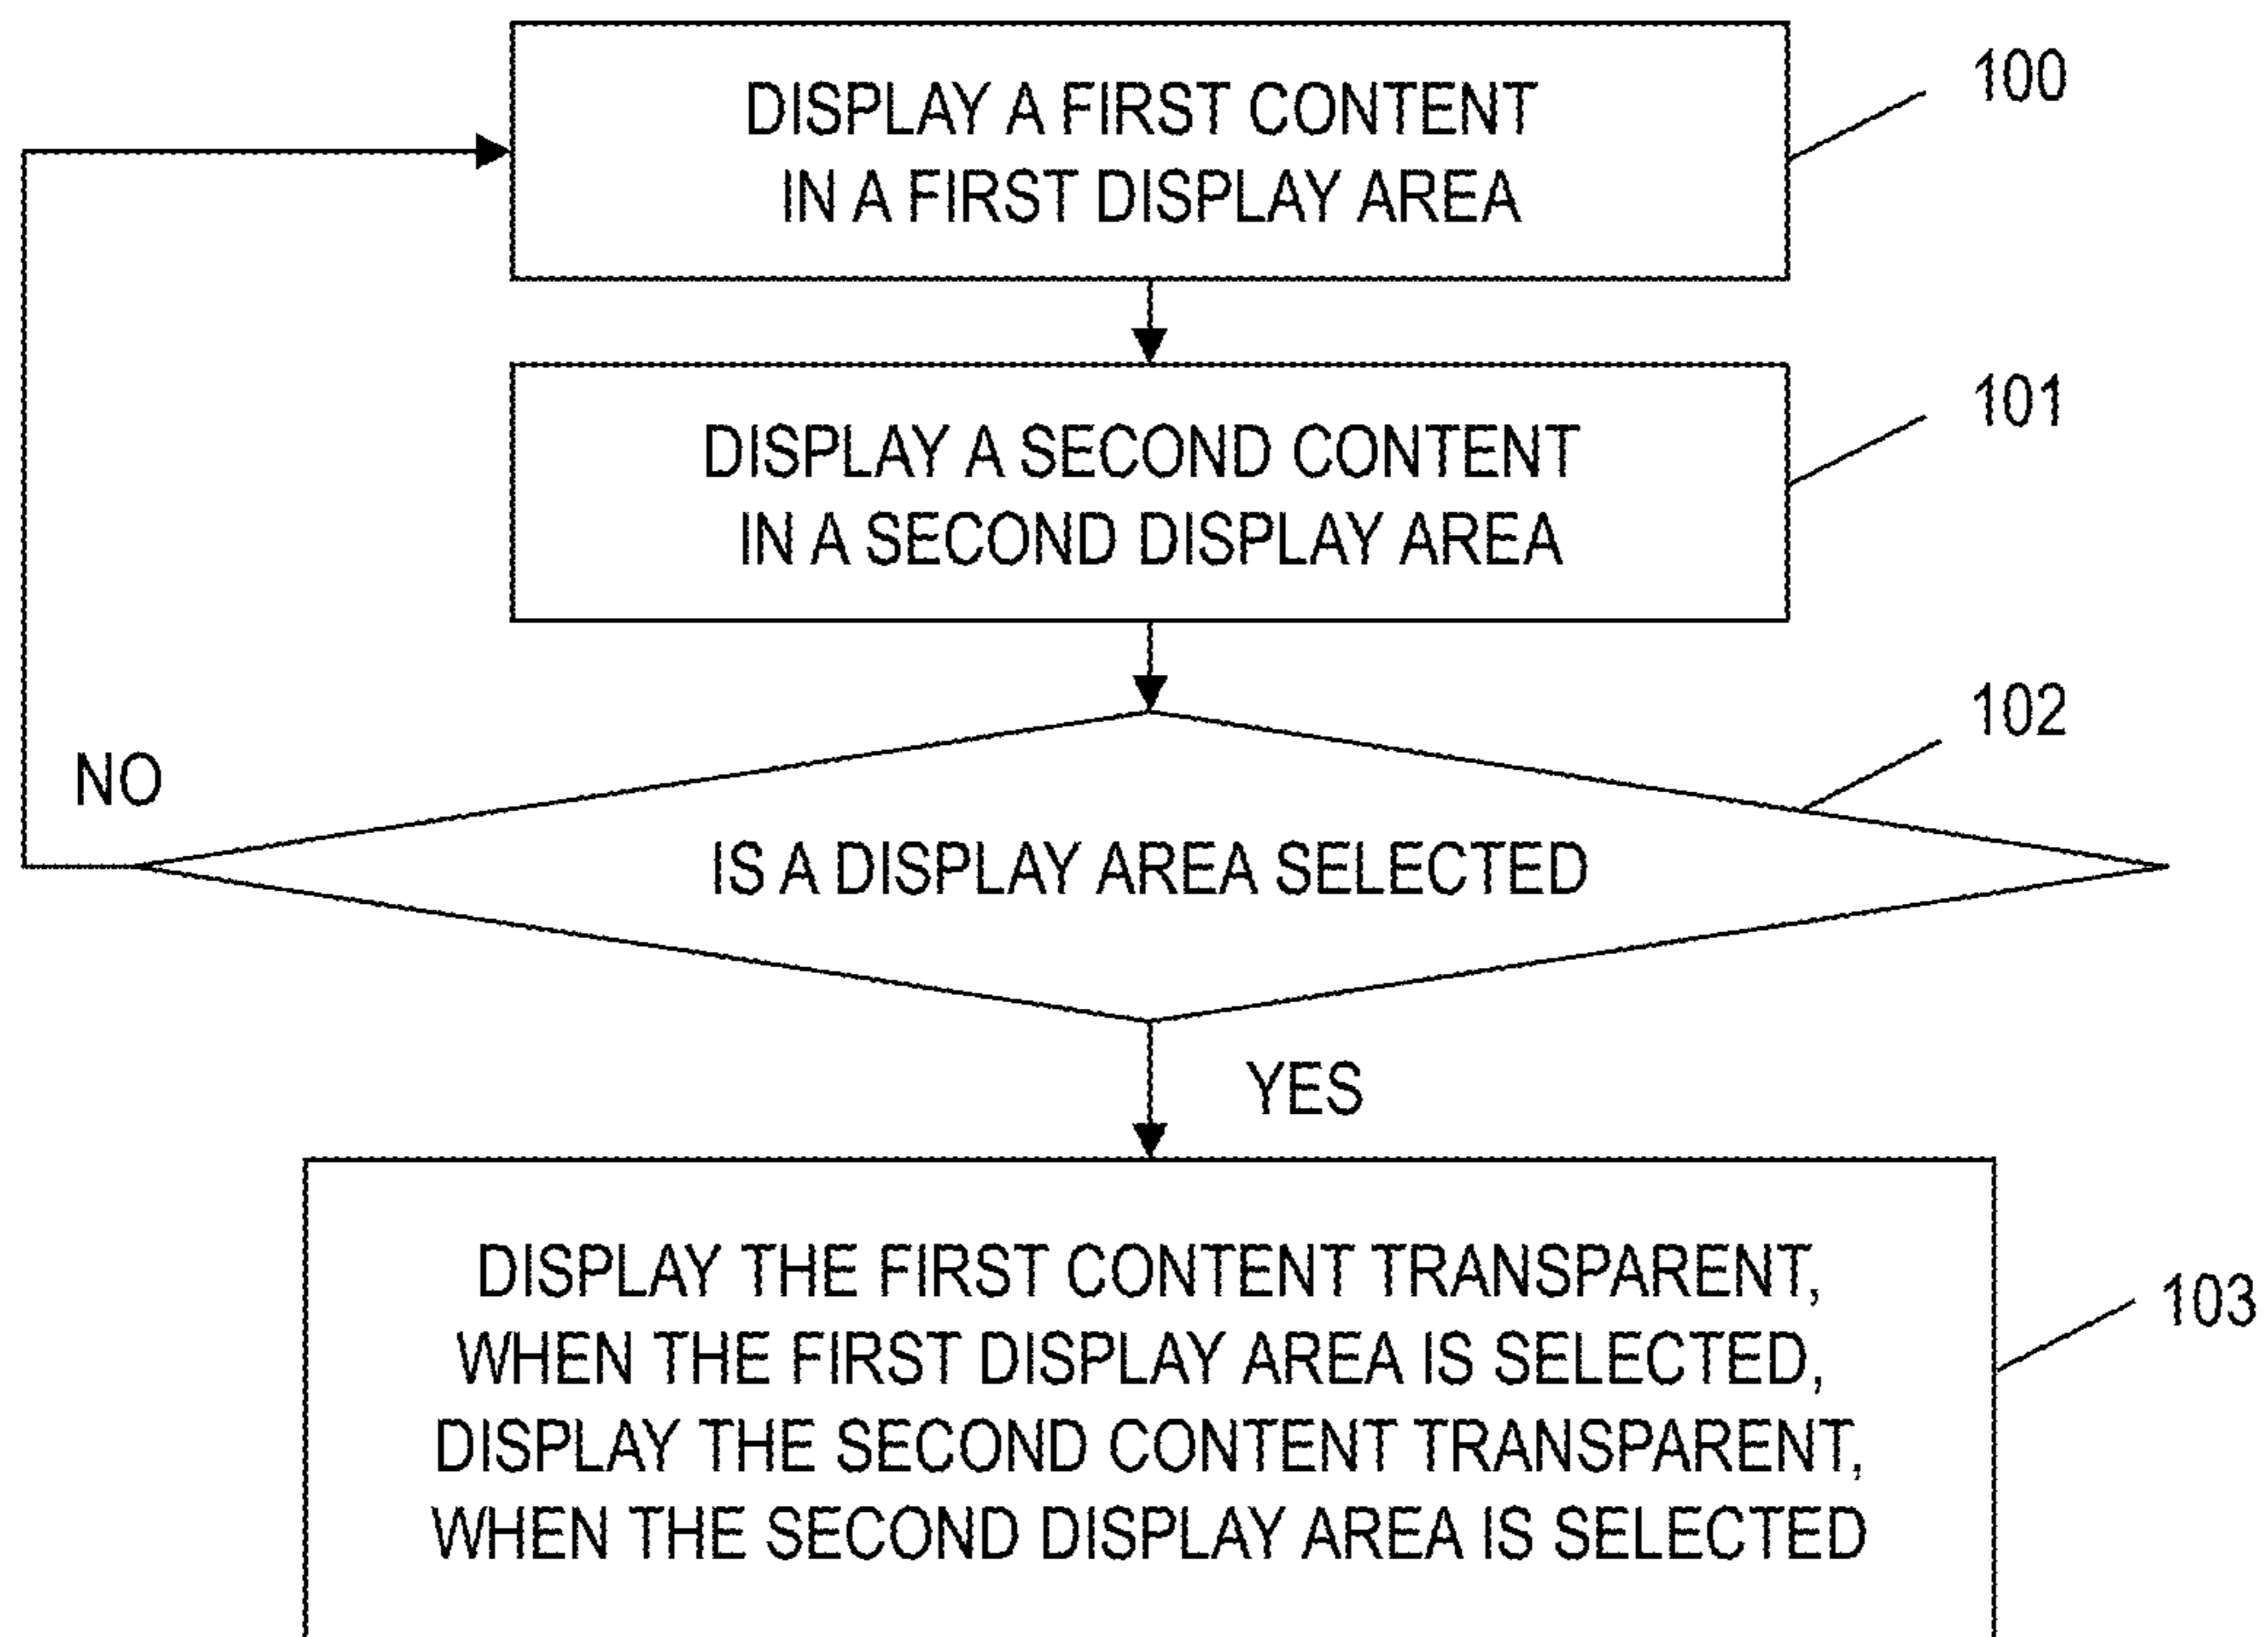 DISPLAY A FIRST CONTENT
IN A FIRST DISPLAY AREA
100
DISPLAY A SECOND CONTENT
IN A SECOND DISPLAY AREA
101
102
NO
IS A DISPLAY AREA SELECTED
YES
DISPLAY THE FIRST CONTENT TRANSPARENT,
WHEN THE FIRST DISPLAY AREA IS SELECTED,
DISPLAY THE SECOND CONTENT TRANSPARENT,
WHEN THE SECOND DISPLAY AREA IS SELECTED
103